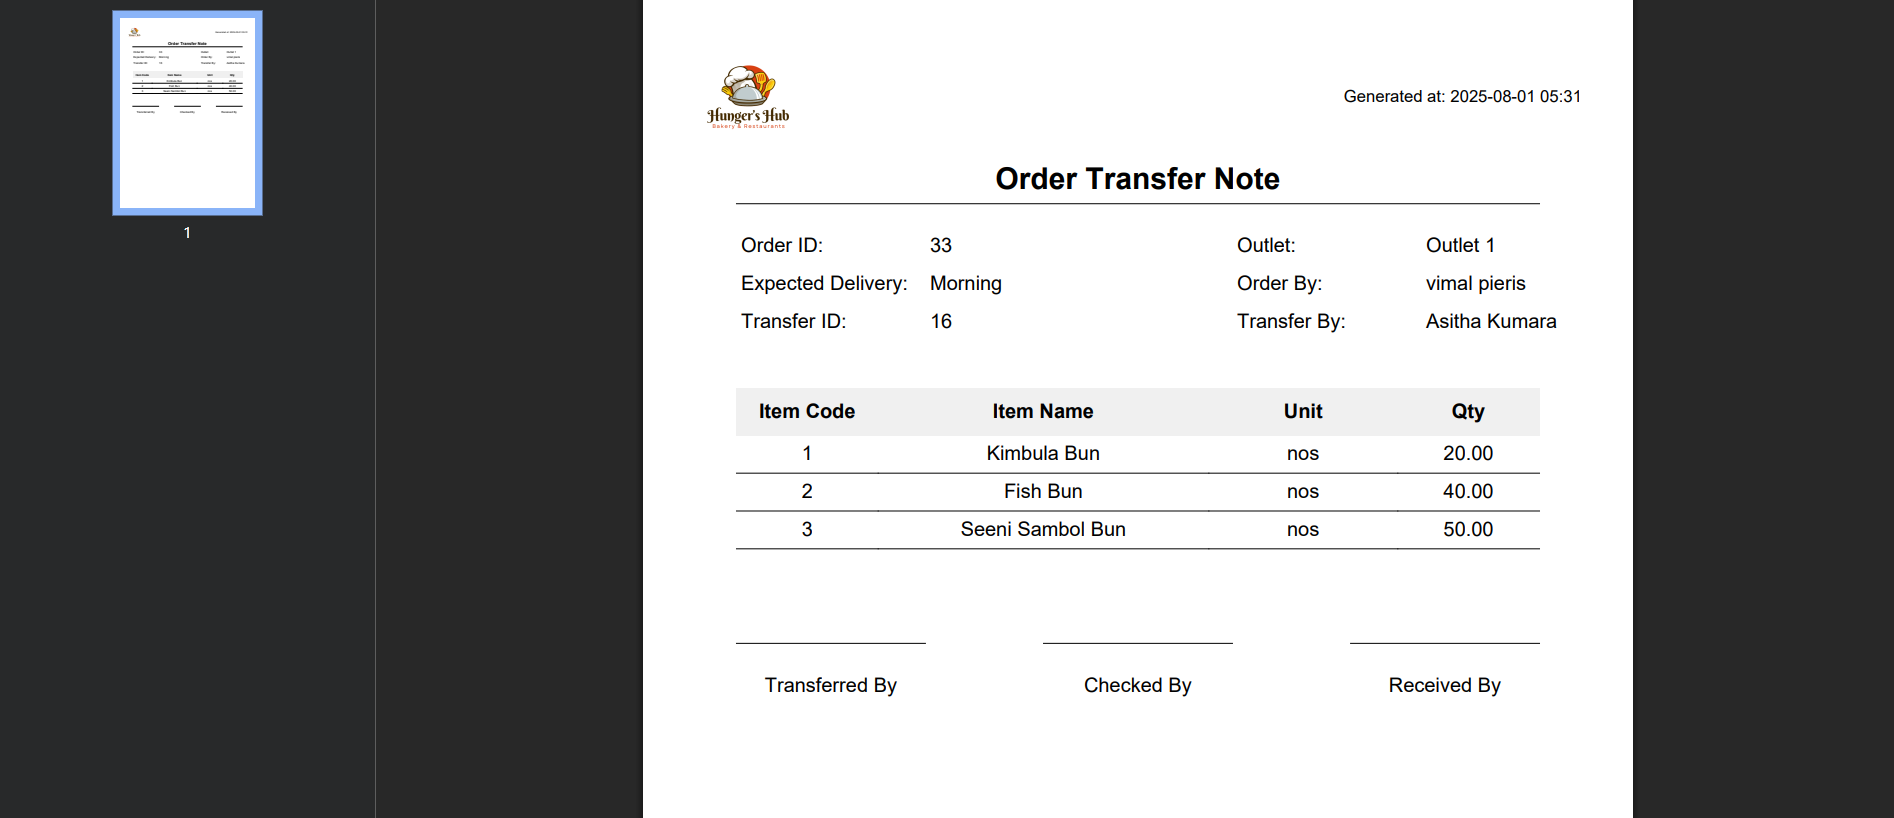 Hunger's Hub
Bakery & Restaurants
Generated at: 2025-08-01 05:31
Order Transfer Note
Order ID: 33 Outlet: Outlet 1
Expected Delivery: Morning Order By: vimal pieris
Transfer ID: 16 Transfer By: Asitha Kumara
Item Code Item Name Unit Qty
1 Kimbula Bun nos 20.00
2 Fish Bun nos 40.00
3 Seeni Sambol Bun nos 50.00
Transferred By Checked By Received By
1